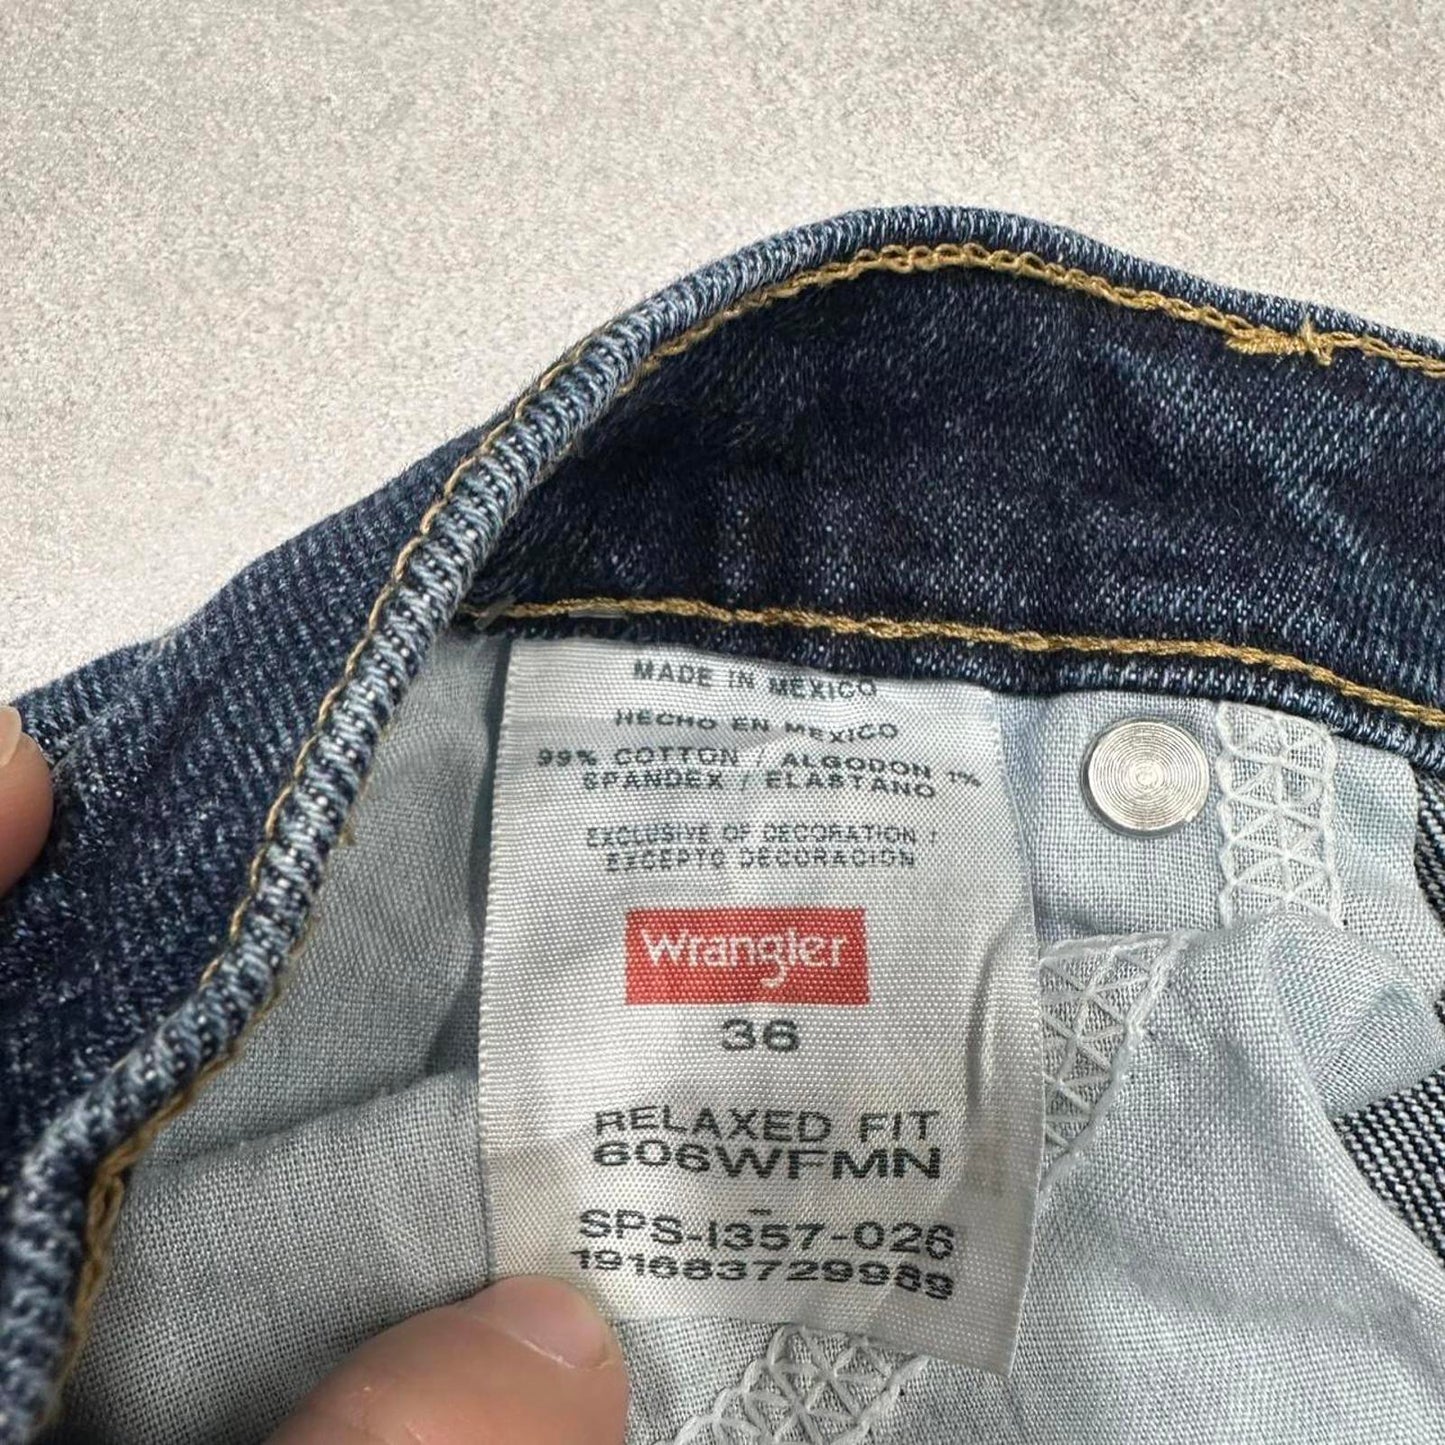 MADE IN MEXICO
HECHO EN MEXICO
99% COTTON / ALGODON 1%
SPANDEX / ELASTANO
EXCLUSIVE OF DECORATION /
EXCEPTO DECORACION
Wrangler
36
RELAXED FIT
606WFMN
-
SPS-1357-026
191683729989